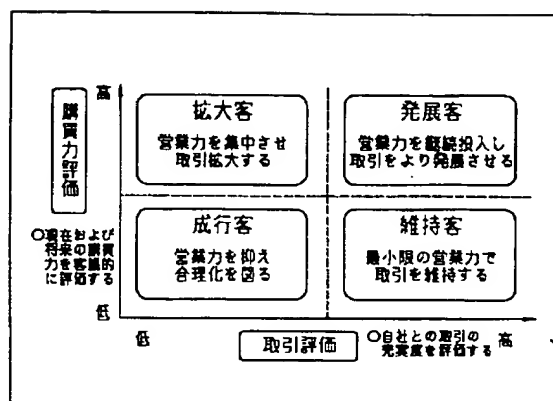 高
拡大客
営業力を集中させ
取引拡大する
発展客
営業力を継続投入し
取引をより発展させる
購買力評価
○現在および
将来の購買
力を客観的
に評価する
成行客
営業力を抑え
合理化を図る
維持客
最小限の営業力で
取引を維持する
低
低
取引評価
○自社との取引の
充実度を評価する
高